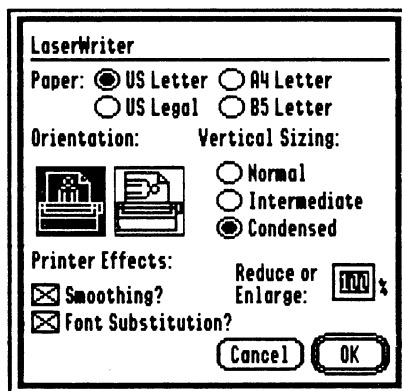 LaserWriter
Paper: US Letter A4 Letter
US Legal B5 Letter
Orientation: Vertical Sizing:
Normal
Intermediate
Condensed
Printer Effects:
Reduce or
Enlarge: 100 %
Smoothing?
Font Substitution?
Cancel OK